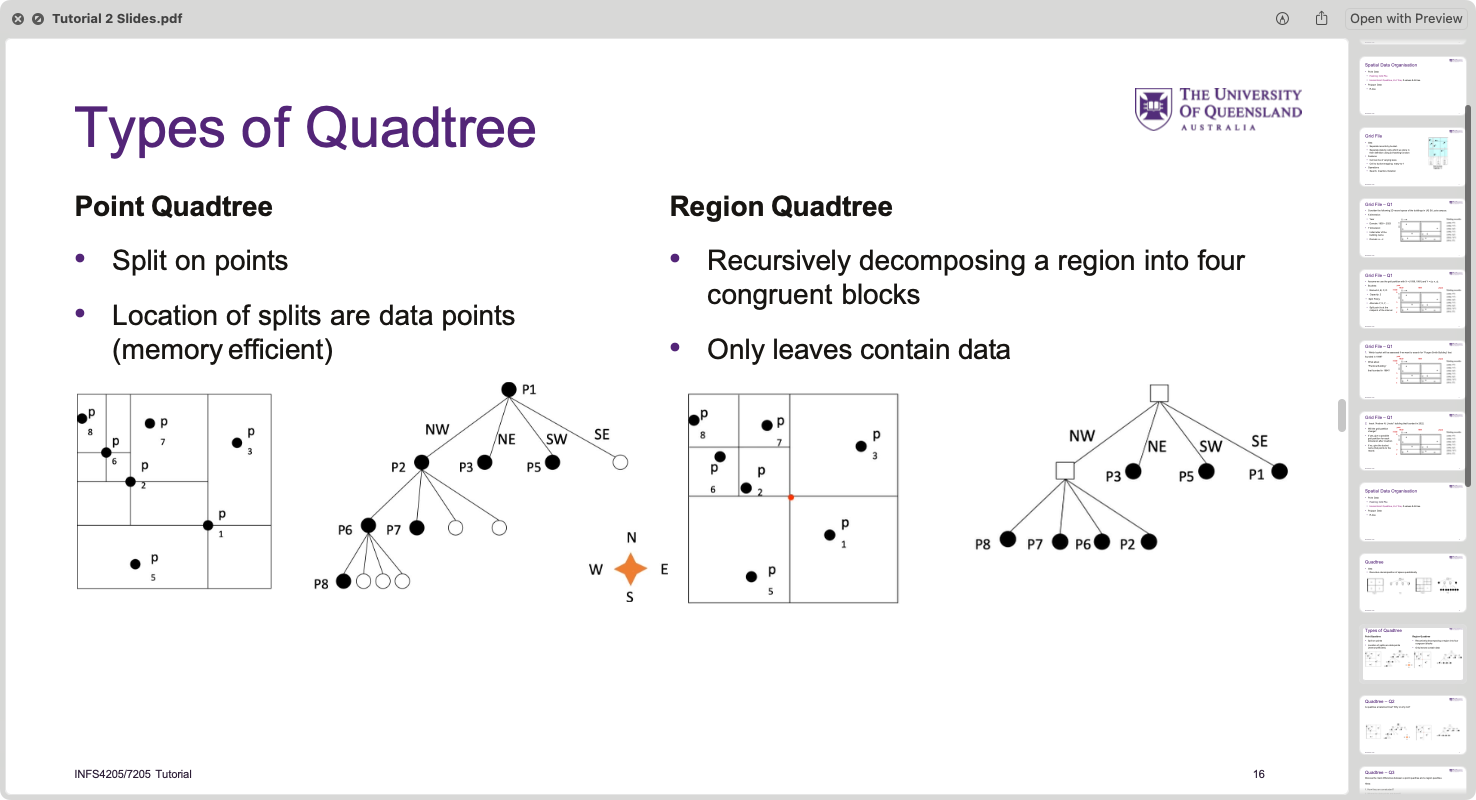 Tutorial 2 Slides.pdf
Open with Preview
Types of Quadtree
THE UNIVERSITY
OF QUEENSLAND
AUSTRALIA
Point Quadtree
• Split on points
• Location of splits are data points
(memory efficient)
p
8
p
7
p
6
p
3
p
2
p
1
p
5
P1
NW
NE
SW
SE
P2
P3
P5
P6
P7
P8
N
W
E
S
Region Quadtree
• Recursively decomposing a region into four
congruent blocks
• Only leaves contain data
p
8
p
7
p
3
p
6
p
2
p
1
p
5
NW
NE
SW
SE
P3
P5
P1
P8
P7
P6
P2
INFS4205/7205 Tutorial
16
Spatial Data Organisation
Grid File
Grid File – Q1
Grid File – Q1
Grid File – Q1
Grid File – Q1
Spatial Data Organisation
Quadtree
Types of Quadtree
Quadtree – Q2
Quadtree – Q3